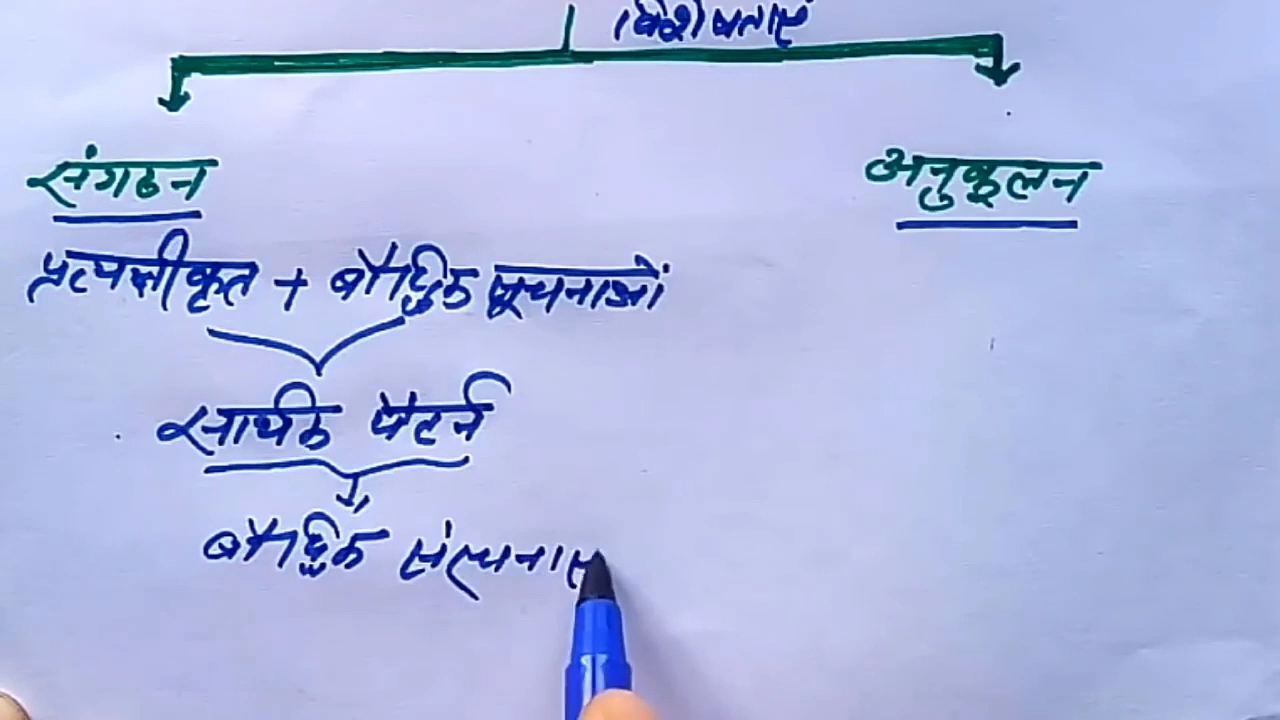 विशेषताएं
संगठन
अनुकूलन
प्रत्यक्षीकृत + बौद्धिक सूचनाओं
सार्थक पैटर्न
बौद्धिक संरचनाए